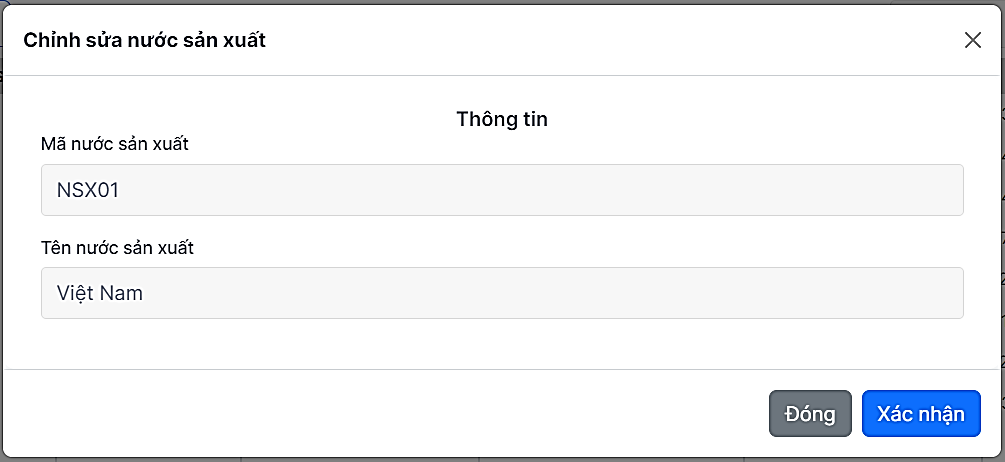 Chỉnh sửa nước sản xuất
Thông tin
Mã nước sản xuất
NSX01
Tên nước sản xuất
Việt Nam
Đóng
Xác nhận